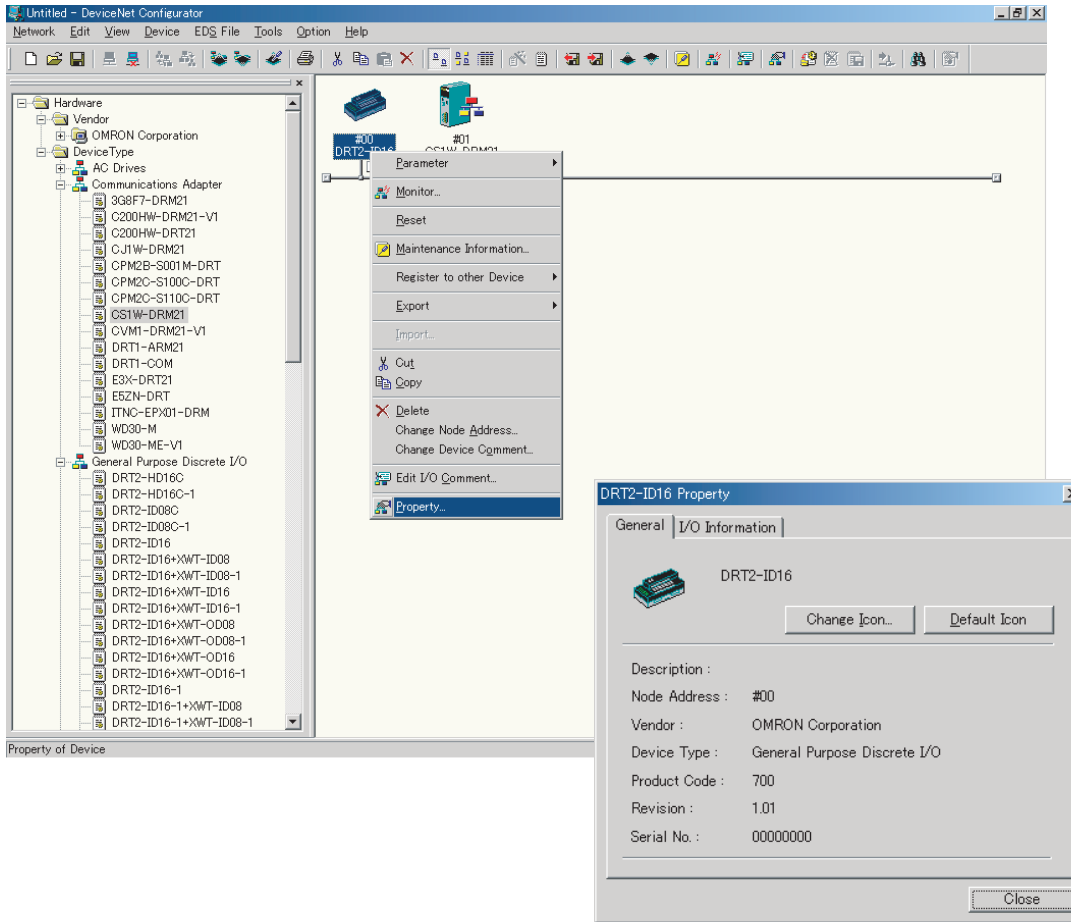 Untitled - DeviceNet Configurator
Network Edit View Device EDS File Tools Option Help
Hardware
Vendor
OMRON Corporation
DeviceType
AC Drives
Communications Adapter
3G8F7-DRM21
C200HW-DRM21-V1
C200HW-DRT21
CJ1W-DRM21
CPM2B-S001M-DRT
CPM2C-S100C-DRT
CPM2C-S110C-DRT
CS1W-DRM21
CVM1-DRM21-V1
DRT1-ARM21
DRT1-COM
E3X-DRT21
E5ZN-DRT
ITNC-EPX01-DRM
WD30-M
WD30-ME-V1
General Purpose Discrete I/O
DRT2-HD16C
DRT2-HD16C-1
DRT2-ID08C
DRT2-ID08C-1
DRT2-ID16
DRT2-ID16+XWT-ID08
DRT2-ID16+XWT-ID08-1
DRT2-ID16+XWT-ID16
DRT2-ID16+XWT-ID16-1
DRT2-ID16+XWT-OD08
DRT2-ID16+XWT-OD08-1
DRT2-ID16+XWT-OD16
DRT2-ID16+XWT-OD16-1
DRT2-ID16-1
DRT2-ID16-1+XWT-ID08
DRT2-ID16-1+XWT-ID08-1
Property of Device
#00
DRT2-ID16
#01
CS1W-DRM21
Parameter
Monitor...
Reset
Maintenance Information...
Register to other Device
Export
Import...
Cut
Copy
Delete
Change Node Address...
Change Device Comment...
Edit I/O Comment...
Property...
DRT2-ID16 Property
General I/O Information
DRT2-ID16
Change Icon... Default Icon
Description :
Node Address : #00
Vendor : OMRON Corporation
Device Type : General Purpose Discrete I/O
Product Code : 700
Revision : 1.01
Serial No. : 00000000
Close